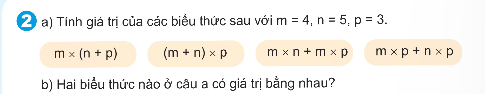 2 a) Tính giá trị của các biểu thức sau với m = 4, n = 5, p = 3.
m × (n + p) (m + n) × p m × n + m × p m × p + n × p
b) Hai biểu thức nào ở câu a có giá trị bằng nhau?